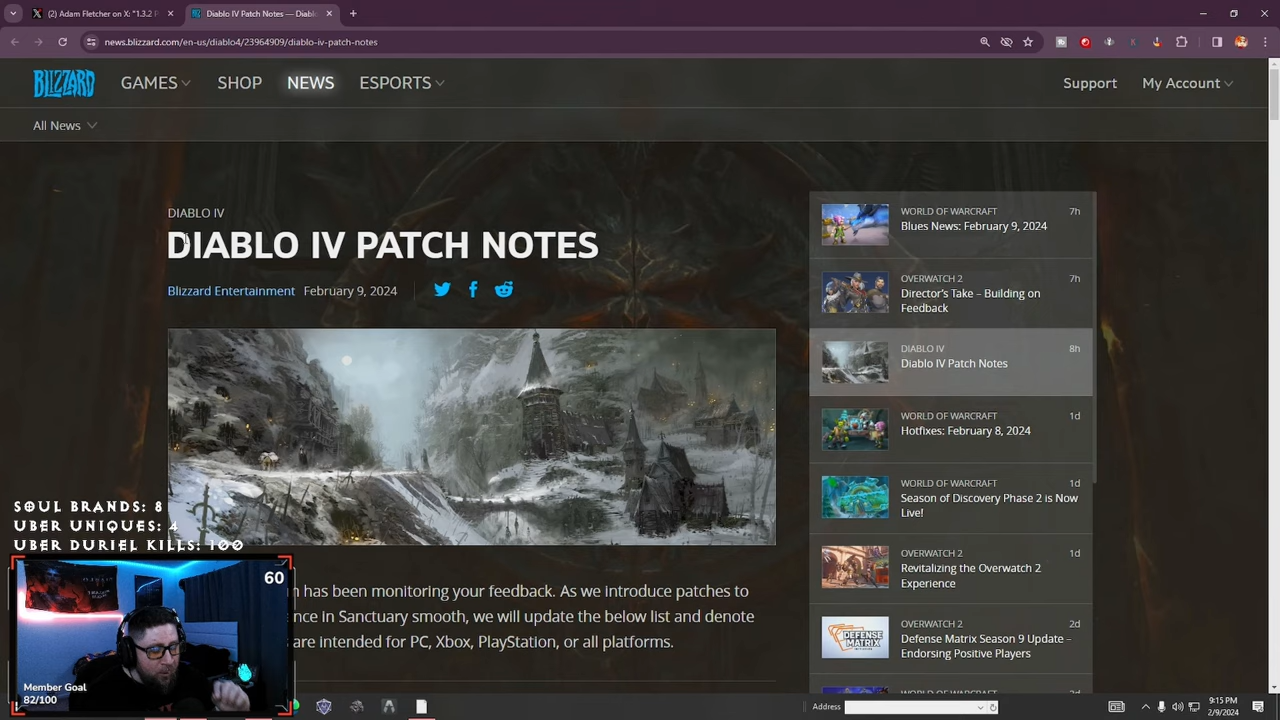 (2) Adam Fletcher on X: "1.3.2 P
Diablo IV Patch Notes — Diablo
news.blizzard.com/en-us/diablo4/23964909/diablo-iv-patch-notes
BLIZZARD
GAMES
SHOP
NEWS
ESPORTS
Support
My Account
All News
DIABLO IV
DIABLO IV PATCH NOTES
Blizzard Entertainment
February 9, 2024
has been monitoring your feedback. As we introduce patches to
ence in Sanctuary smooth, we will update the below list and denote
are intended for PC, Xbox, PlayStation, or all platforms.
WORLD OF WARCRAFT 7h
Blues News: February 9, 2024
OVERWATCH 2 7h
Director's Take – Building on
Feedback
DIABLO IV 8h
Diablo IV Patch Notes
WORLD OF WARCRAFT 1d
Hotfixes: February 8, 2024
WORLD OF WARCRAFT 1d
Season of Discovery Phase 2 is Now
Live!
OVERWATCH 2 1d
Revitalizing the Overwatch 2
Experience
OVERWATCH 2 2d
DEFENSE
MATRIX
Defense Matrix Season 9 Update –
Endorsing Positive Players
SOUL BRANDS: 8
UBER UNIQUES: 4
UBER DURIEL KILLS: 100
60
Member Goal
82/100
Address
9:15 PM
2/9/2024